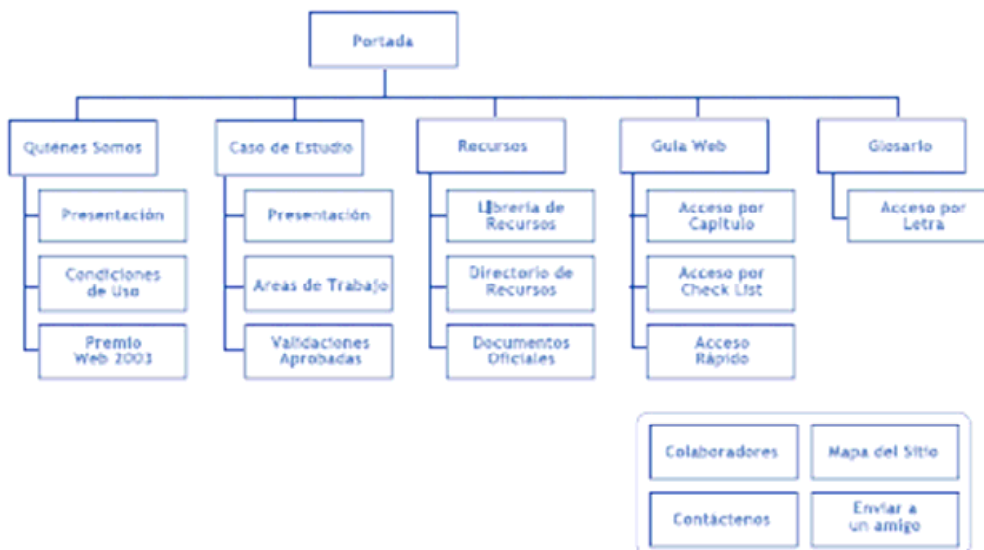 Portada
Quiénes Somos
Caso de Estudio
Recursos
Guía Web
Glosario
Presentación
Condiciones
de Uso
Premio
Web 2003
Presentación
Areas de Trabajo
Validaciones
Aprobadas
Librería de
Recursos
Directorio de
Recursos
Documentos
Oficiales
Acceso por
Capítulo
Acceso por
Check List
Acceso
Rápido
Acceso por
Letra
Colaboradores
Mapa del Sitio
Contáctenos
Enviar a
un amigo